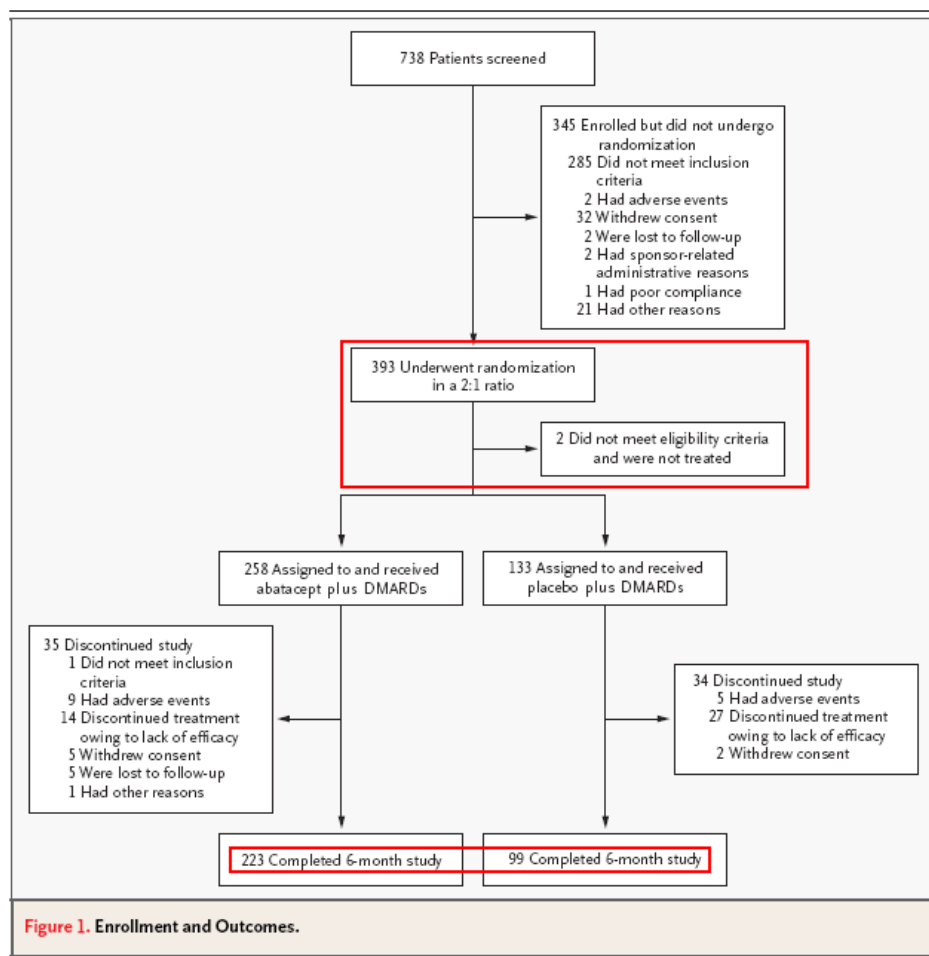 738 Patients screened
345 Enrolled but did not undergo
randomization
285 Did not meet inclusion
criteria
2 Had adverse events
32 Withdrew consent
2 Were lost to follow-up
2 Had sponsor-related
administrative reasons
1 Had poor compliance
21 Had other reasons
393 Underwent randomization
in a 2:1 ratio
2 Did not meet eligibility criteria
and were not treated
258 Assigned to and received
abatacept plus DMARDs
133 Assigned to and received
placebo plus DMARDs
35 Discontinued study
1 Did not meet inclusion
criteria
9 Had adverse events
14 Discontinued treatment
owing to lack of efficacy
5 Withdrew consent
5 Were lost to follow-up
1 Had other reasons
34 Discontinued study
5 Had adverse events
27 Discontinued treatment
owing to lack of efficacy
2 Withdrew consent
223 Completed 6-month study
99 Completed 6-month study
Figure 1. Enrollment and Outcomes.